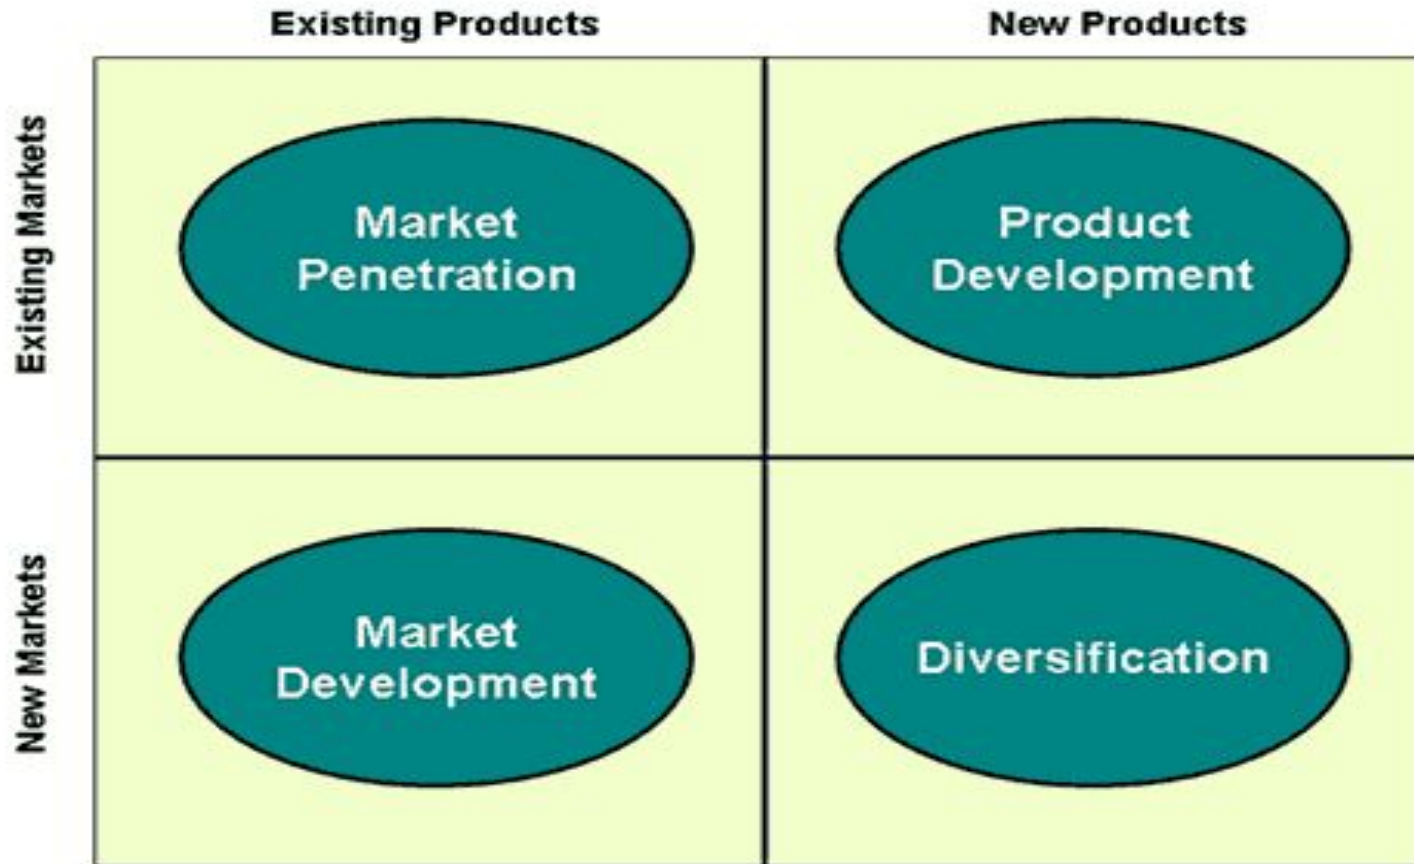 Existing Products
New Products
Existing Markets
Market
Penetration
Product
Development
New Markets
Market
Development
Diversification